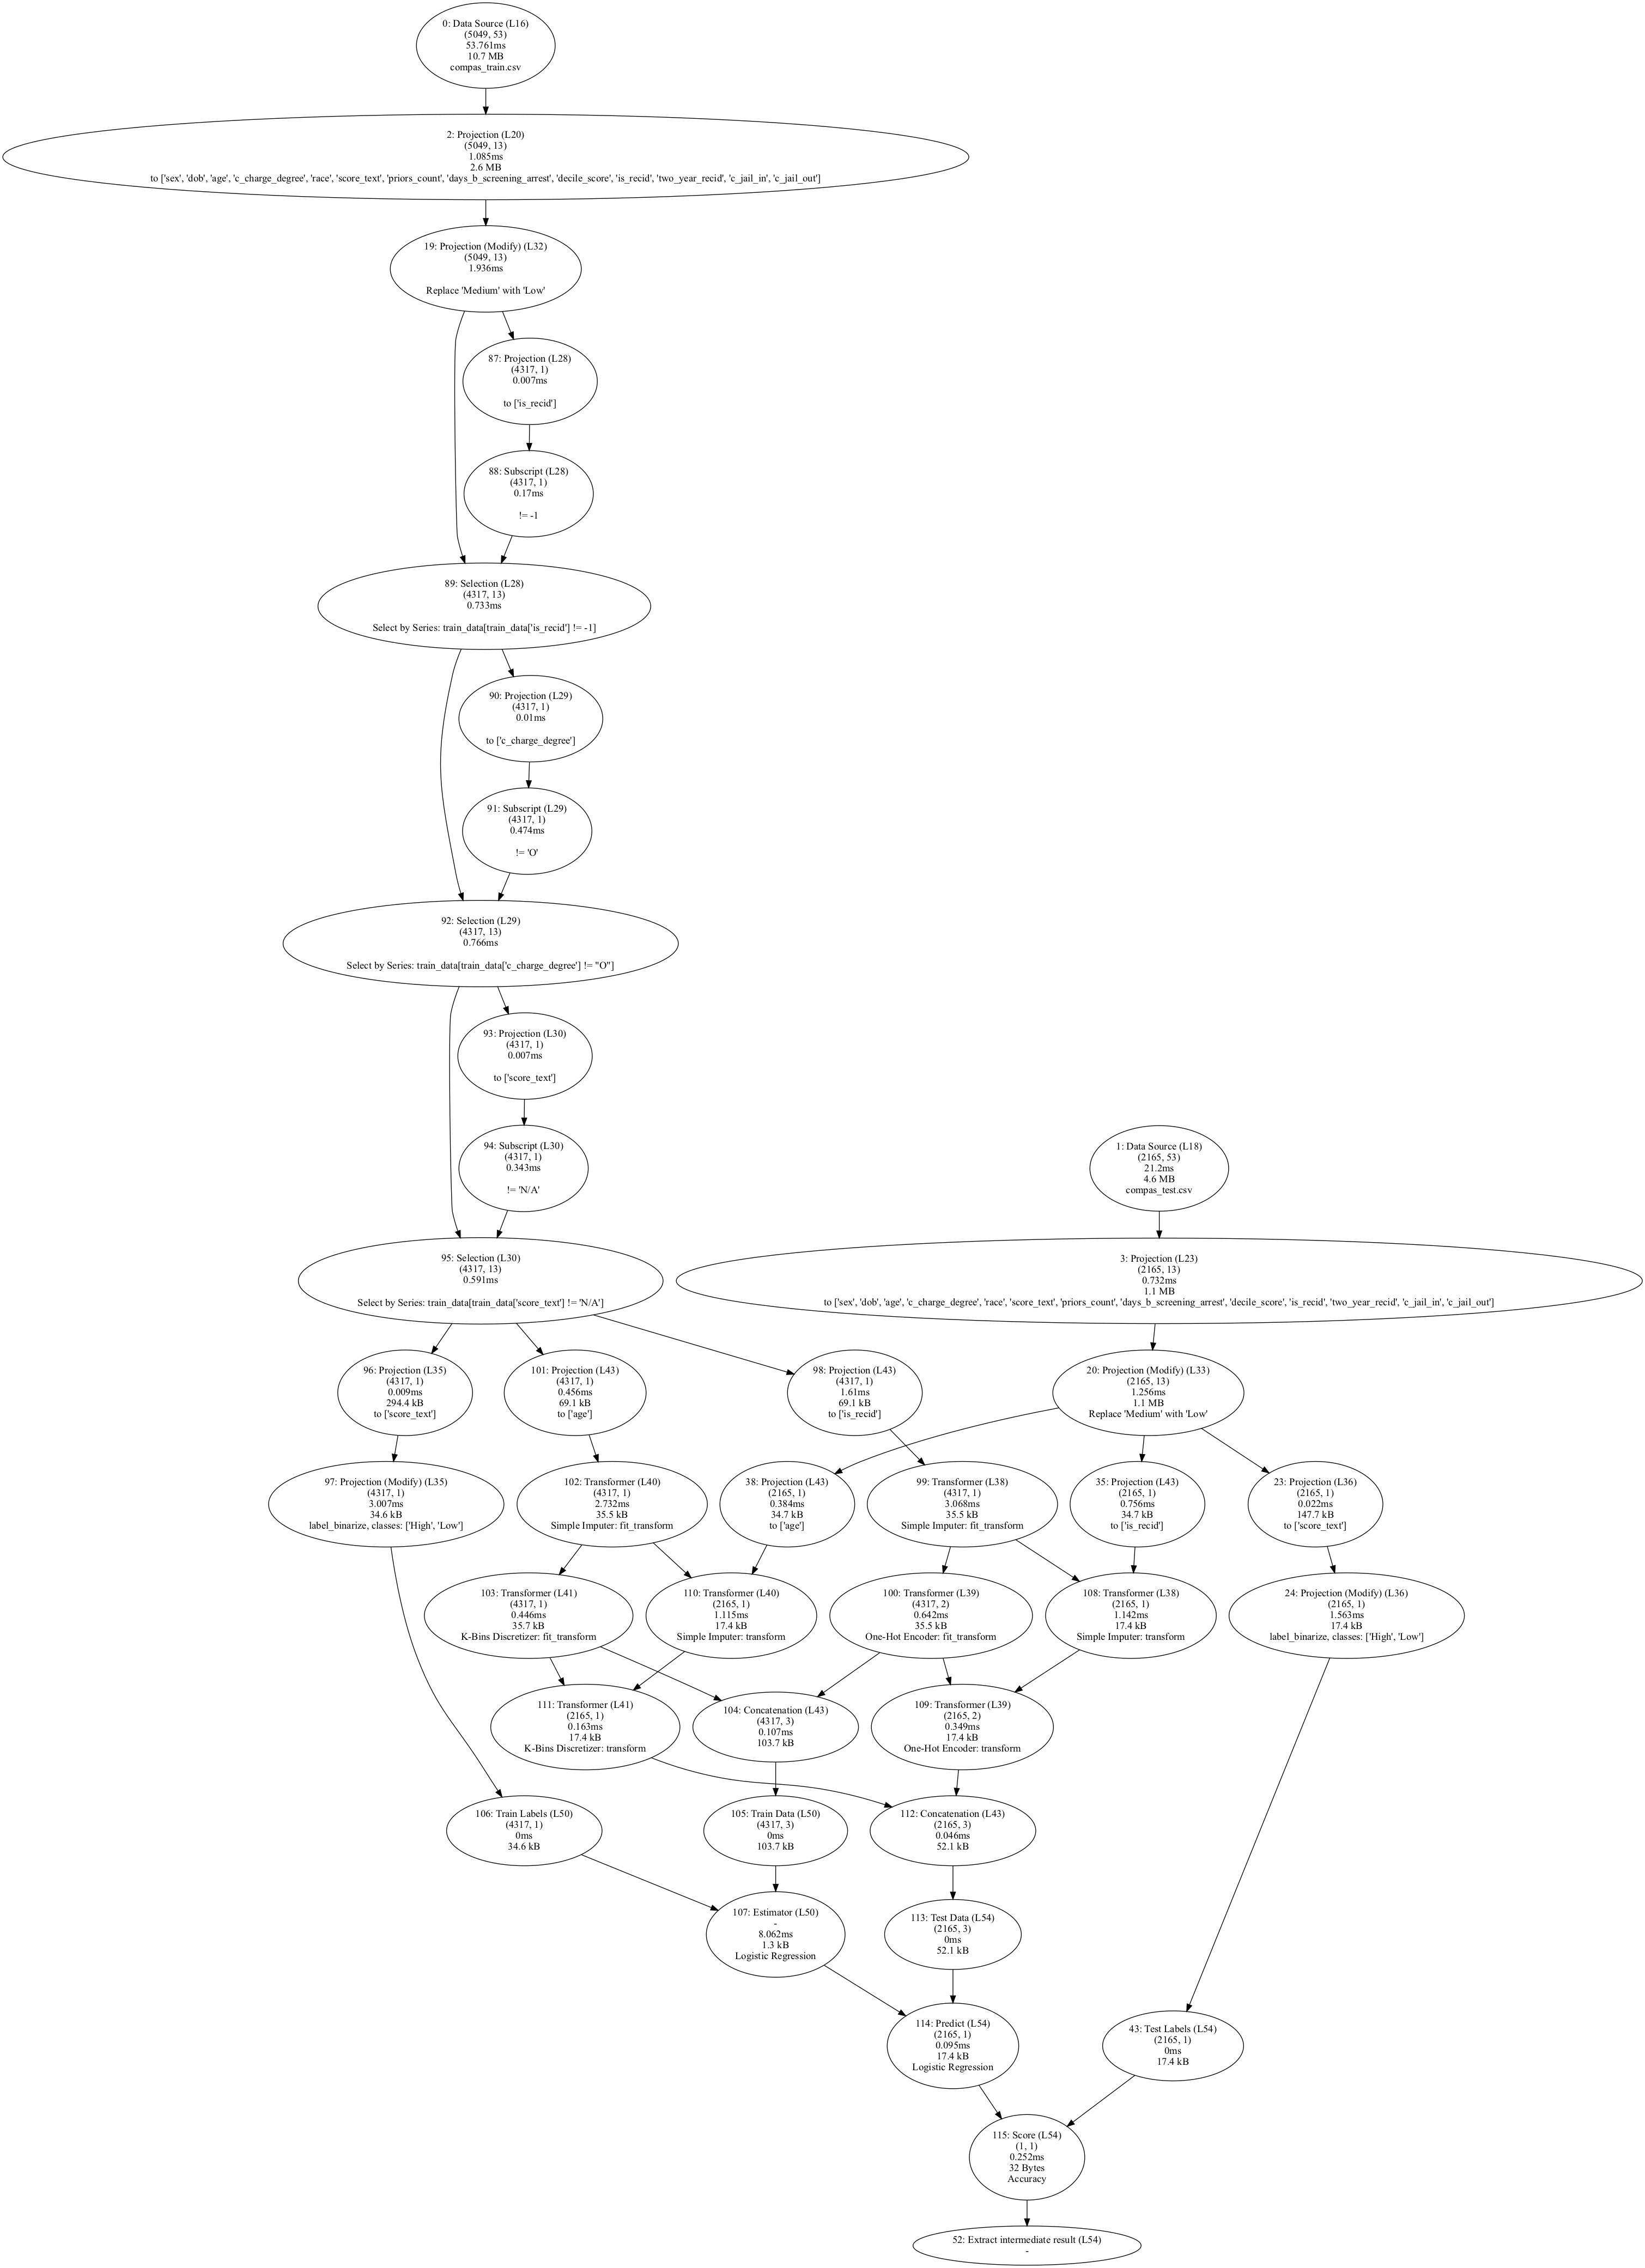 0: Data Source (L16)
(5049, 53)
53.761ms
10.7 MB
compas_train.csv
2: Projection (L20)
(5049, 13)
1.085ms
2.6 MB
to ['sex', 'dob', 'age', 'c_charge_degree', 'race', 'score_text', 'priors_count', 'days_b_screening_arrest', 'decile_score', 'is_recid', 'two_year_recid', 'c_jail_in', 'c_jail_out']
19: Projection (Modify) (L32)
(5049, 13)
1.936ms
Replace 'Medium' with 'Low'
87: Projection (L28)
(4317, 1)
0.007ms
to ['is_recid']
88: Subscript (L28)
(4317, 1)
0.17ms
!= -1
89: Selection (L28)
(4317, 13)
0.733ms
Select by Series: train_data[train_data['is_recid'] != -1]
90: Projection (L29)
(4317, 1)
0.01ms
to ['c_charge_degree']
91: Subscript (L29)
(4317, 1)
0.474ms
!= 'O'
92: Selection (L29)
(4317, 13)
0.766ms
Select by Series: train_data[train_data['c_charge_degree'] != "O"]
93: Projection (L30)
(4317, 1)
0.007ms
to ['score_text']
94: Subscript (L30)
(4317, 1)
0.343ms
!= 'N/A'
1: Data Source (L18)
(2165, 53)
21.2ms
4.6 MB
compas_test.csv
95: Selection (L30)
(4317, 13)
0.591ms
Select by Series: train_data[train_data['score_text'] != 'N/A']
3: Projection (L23)
(2165, 13)
0.732ms
1.1 MB
to ['sex', 'dob', 'age', 'c_charge_degree', 'race', 'score_text', 'priors_count', 'days_b_screening_arrest', 'decile_score', 'is_recid', 'two_year_recid', 'c_jail_in', 'c_jail_out']
96: Projection (L35)
(4317, 1)
0.009ms
294.4 kB
to ['score_text']
101: Projection (L43)
(4317, 1)
0.456ms
69.1 kB
to ['age']
98: Projection (L43)
(4317, 1)
1.61ms
69.1 kB
to ['is_recid']
20: Projection (Modify) (L33)
(2165, 13)
1.256ms
1.1 MB
Replace 'Medium' with 'Low'
97: Projection (Modify) (L35)
(4317, 1)
3.007ms
34.6 kB
label_binarize, classes: ['High', 'Low']
102: Transformer (L40)
(4317, 1)
2.732ms
35.5 kB
Simple Imputer: fit_transform
38: Projection (L43)
(2165, 1)
0.384ms
34.7 kB
to ['age']
99: Transformer (L38)
(4317, 1)
3.068ms
35.5 kB
Simple Imputer: fit_transform
35: Projection (L43)
(2165, 1)
0.756ms
34.7 kB
to ['is_recid']
23: Projection (L36)
(2165, 1)
0.022ms
147.7 kB
to ['score_text']
103: Transformer (L41)
(4317, 1)
0.446ms
35.7 kB
K-Bins Discretizer: fit_transform
110: Transformer (L40)
(2165, 1)
1.115ms
17.4 kB
Simple Imputer: transform
100: Transformer (L39)
(4317, 2)
0.642ms
35.5 kB
One-Hot Encoder: fit_transform
108: Transformer (L38)
(2165, 1)
1.142ms
17.4 kB
Simple Imputer: transform
24: Projection (Modify) (L36)
(2165, 1)
1.563ms
17.4 kB
label_binarize, classes: ['High', 'Low']
111: Transformer (L41)
(2165, 1)
0.163ms
17.4 kB
K-Bins Discretizer: transform
104: Concatenation (L43)
(4317, 3)
0.107ms
103.7 kB
109: Transformer (L39)
(2165, 2)
0.349ms
17.4 kB
One-Hot Encoder: transform
106: Train Labels (L50)
(4317, 1)
0ms
34.6 kB
105: Train Data (L50)
(4317, 3)
0ms
103.7 kB
112: Concatenation (L43)
(2165, 3)
0.046ms
52.1 kB
107: Estimator (L50)
-
8.062ms
1.3 kB
Logistic Regression
113: Test Data (L54)
(2165, 3)
0ms
52.1 kB
114: Predict (L54)
(2165, 1)
0.095ms
17.4 kB
Logistic Regression
43: Test Labels (L54)
(2165, 1)
0ms
17.4 kB
115: Score (L54)
(1, 1)
0.252ms
32 Bytes
Accuracy
52: Extract intermediate result (L54)
-